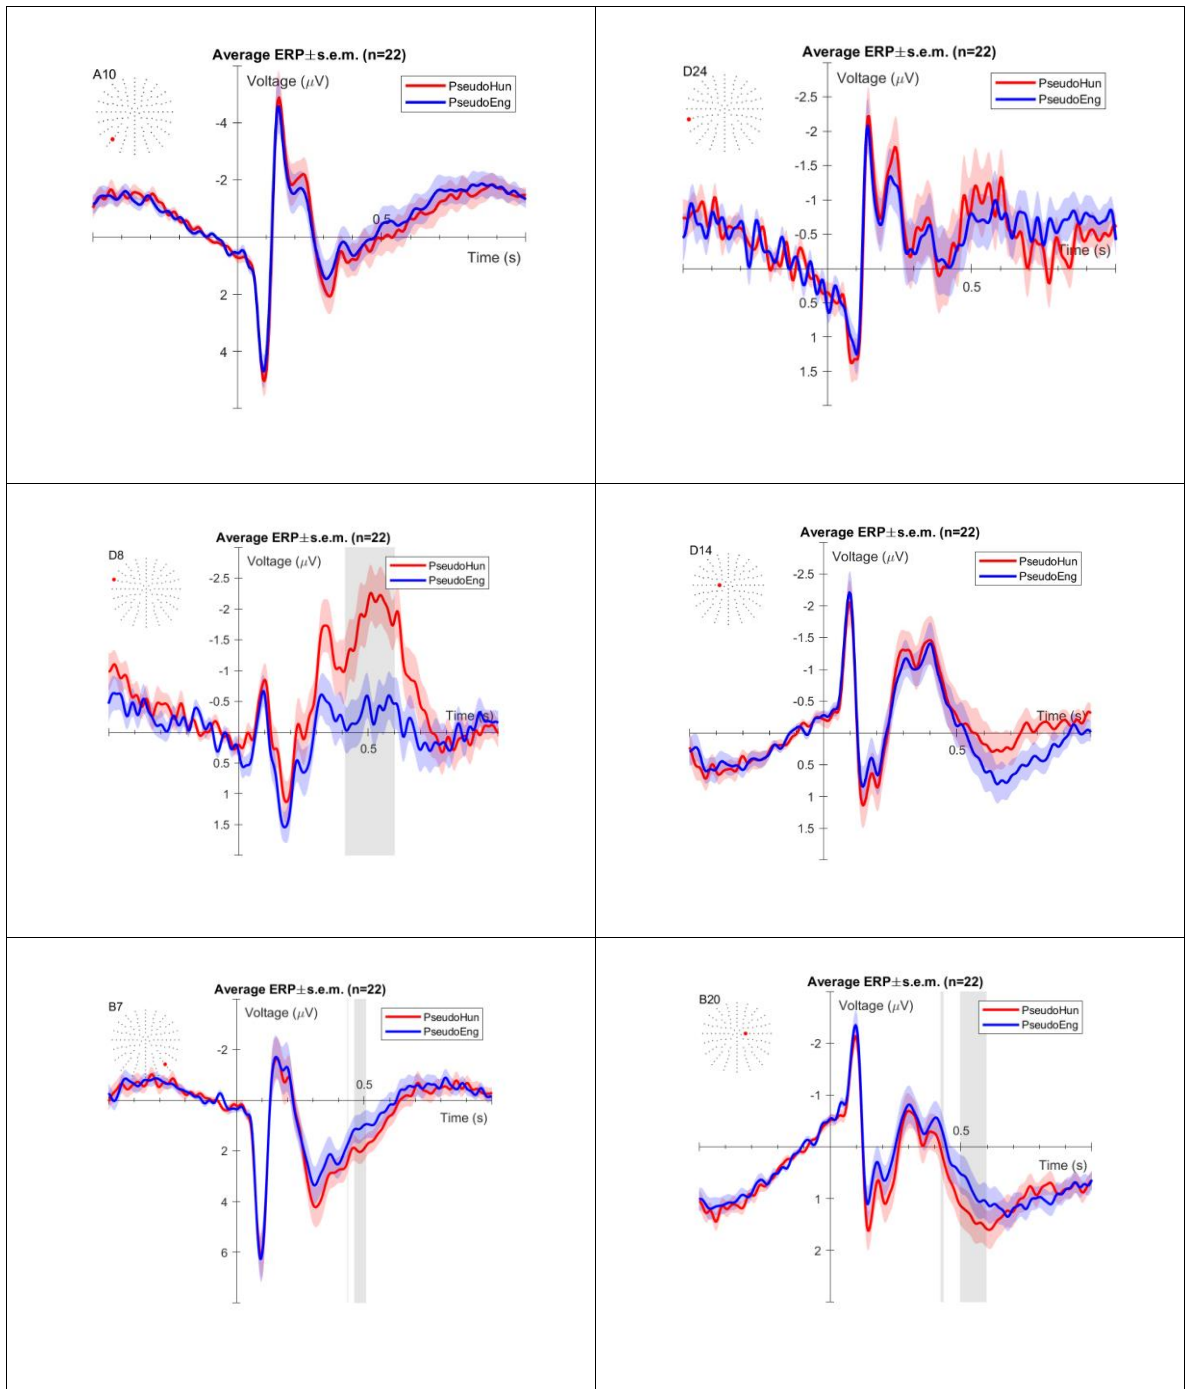 Average ERP±s.e.m. (n=22)
A10
Voltage (μV)
PseudoHun
PseudoEng
-4
-2
0.5
Time (s)
2
4
Average ERP±s.e.m. (n=22)
D24
Voltage (μV)
PseudoHun
PseudoEng
-2.5
-2
-1.5
-1
-0.5
Time (s)
0.5
0.5
1
1.5
Average ERP±s.e.m. (n=22)
D8
Voltage (μV)
PseudoHun
PseudoEng
-2.5
-2
-1.5
-1
-0.5
Time (s)
0.5
0.5
1
1.5
Average ERP±s.e.m. (n=22)
D14
Voltage (μV)
PseudoHun
PseudoEng
-2.5
-2
-1.5
-1
-0.5
Time (s)
0.5
0.5
1
1.5
Average ERP±s.e.m. (n=22)
B7
Voltage (μV)
PseudoHun
PseudoEng
-2
0.5
Time (s)
2
4
6
Average ERP±s.e.m. (n=22)
B20
Voltage (μV)
PseudoHun
PseudoEng
-2
-1
0.5
Time (s)
1
2